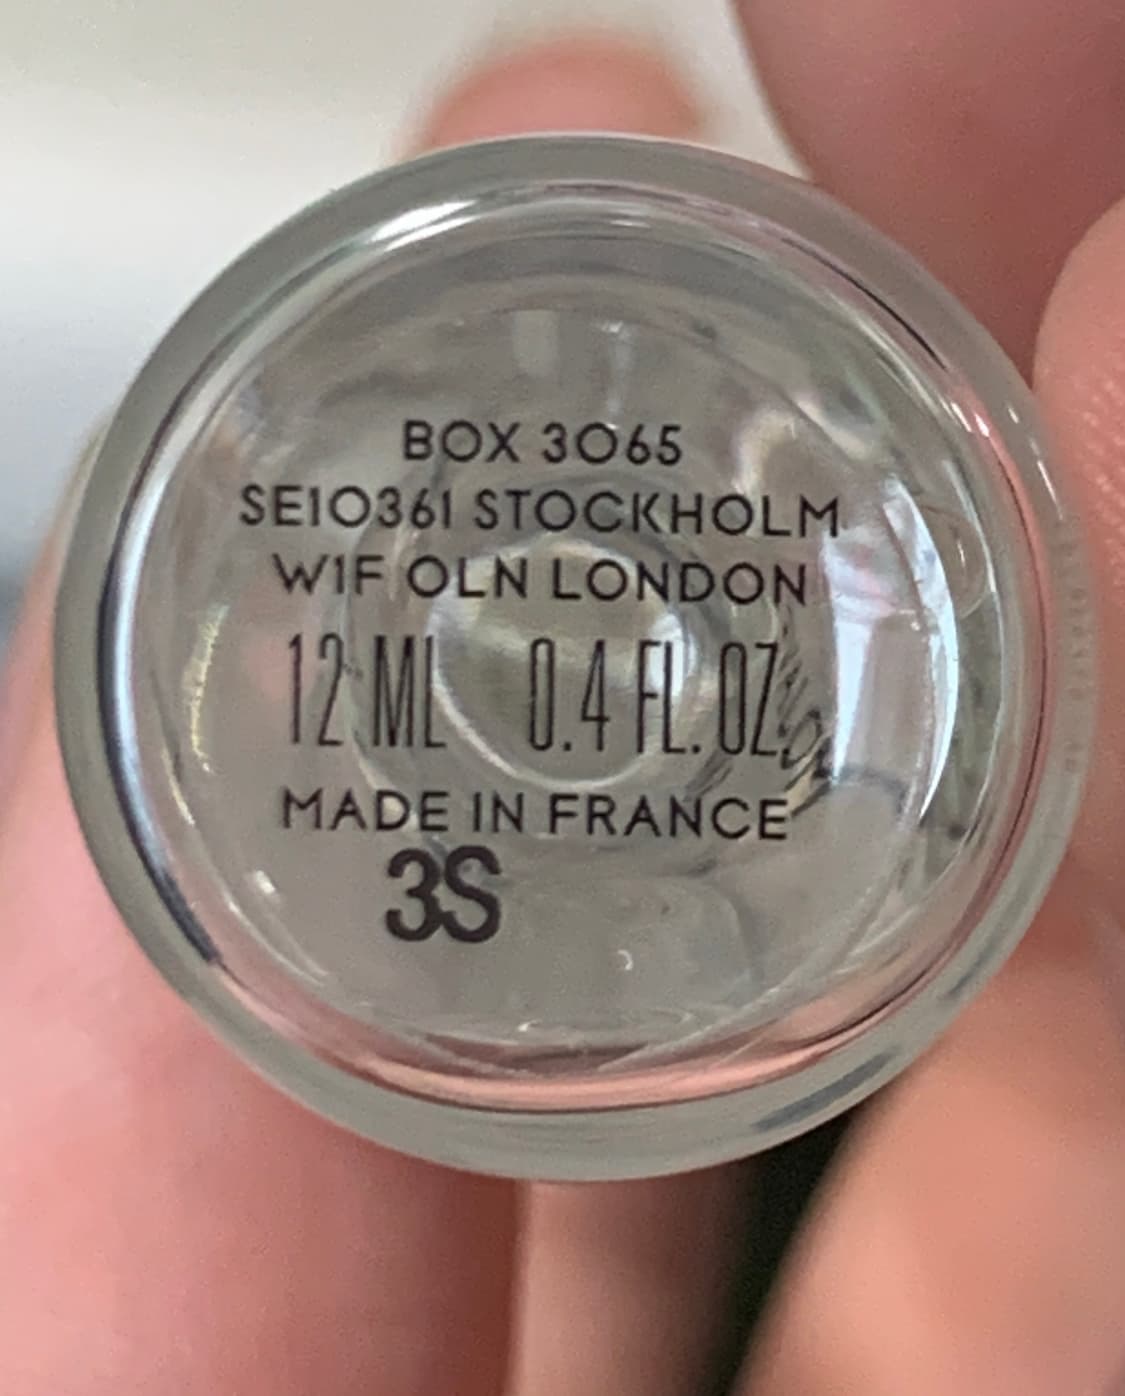 BOX 3065
SE10361 STOCKHOLM
W1F 0LN LONDON
12 ML 0.4 FL. OZ.
MADE IN FRANCE
3S